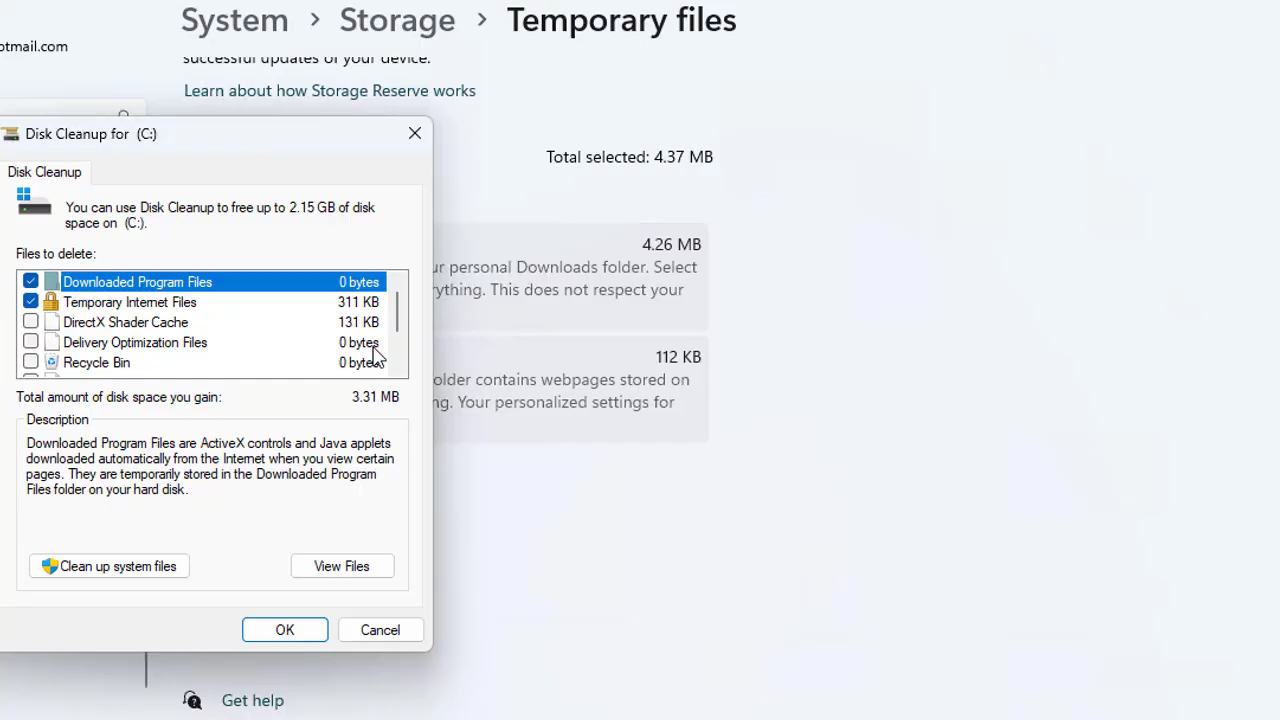 System > Storage > Temporary files
otmail.com
successful updates of your device.
Learn about how Storage Reserve works
Disk Cleanup for (C:)
Total selected: 4.37 MB
Disk Cleanup
You can use Disk Cleanup to free up to 2.15 GB of disk
space on (C:).
Files to delete:
Downloaded Program Files 0 bytes
Temporary Internet Files 311 KB
DirectX Shader Cache 131 KB
Delivery Optimization Files 0 bytes
Recycle Bin 0 bytes
Total amount of disk space you gain: 3.31 MB
Description
Downloaded Program Files are ActiveX controls and Java applets
downloaded automatically from the Internet when you view certain
pages. They are temporarily stored in the Downloaded Program
Files folder on your hard disk.
Clean up system files
View Files
OK
Cancel
4.26 MB
ur personal Downloads folder. Select
rything. This does not respect your
112 KB
older contains webpages stored on
ng. Your personalized settings for
Get help